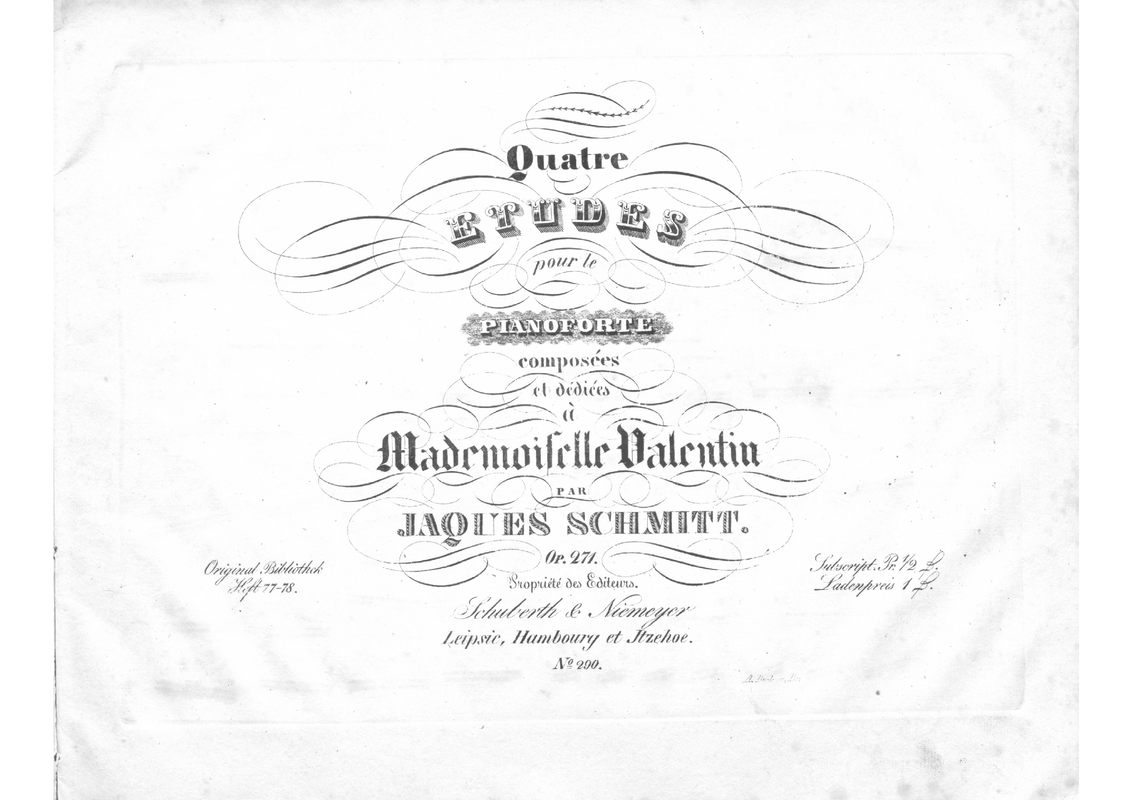 Quatre
ETUDES
pour le
PIANOFORTE
composées
et dédiées
à
Mademoiſelle Valentin
PAR
JAQUES SCHMITT.
Op. 271.
Propriété des Editeurs.
Schuberth & Niemeyer
Leipsic, Hambourg et Itzehoe.
No 290.
Original Bibliothek
Heft 77-78.
Subscript. Pr. 1/2
Ladenpreis 1